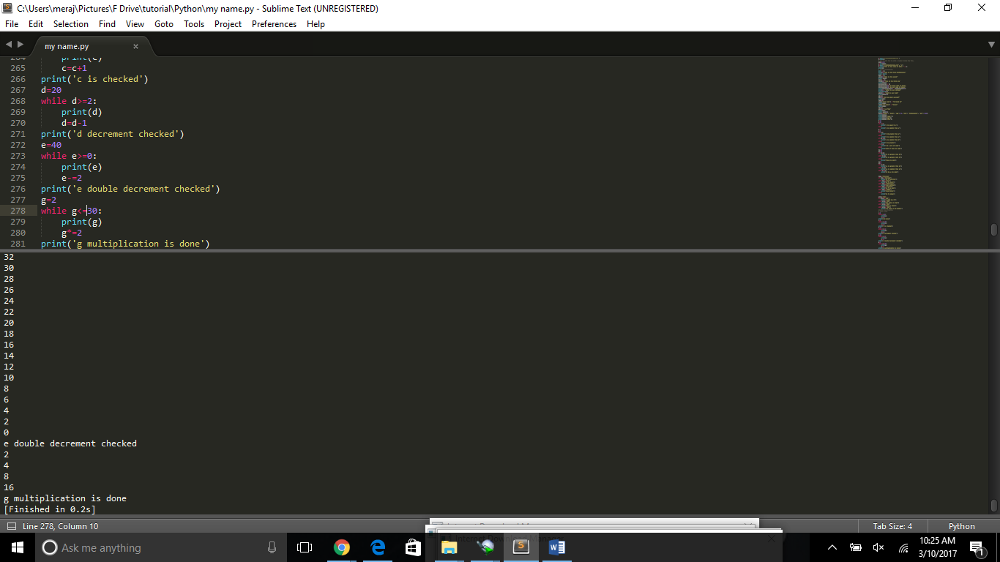 C:\Users\meraj\Pictures\F Drive\tutorial\Python\my name.py - Sublime Text (UNREGISTERED)
File Edit Selection Find View Goto Tools Project Preferences Help
my name.py
264 print(c)
265 c=c+1
266 print('c is checked')
267 d=20
268 while d>=2:
269 print(d)
270 d=d-1
271 print('d decrement checked')
272 e=40
273 while e>=0:
274 print(e)
275 e-=2
276 print('e double decrement checked')
277 g=2
278 while g<=30:
279 print(g)
280 g*=2
281 print('g multiplication is done')
32
30
28
26
24
22
20
18
16
14
12
10
8
6
4
2
0
e double decrement checked
2
4
8
16
g multiplication is done
[Finished in 0.2s]
Line 278, Column 10 Tab Size: 4 Python
Ask me anything
10:25 AM
3/10/2017
1